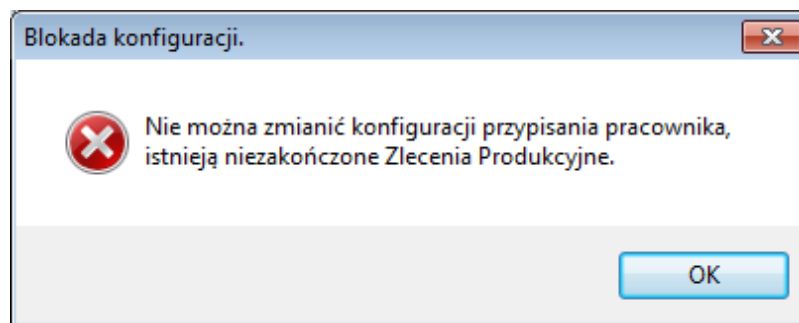 Blokada konfiguracji.
Nie można zmianić konfiguracji przypisania pracownika,
istnieją niezakończone Zlecenia Produkcyjne.
OK